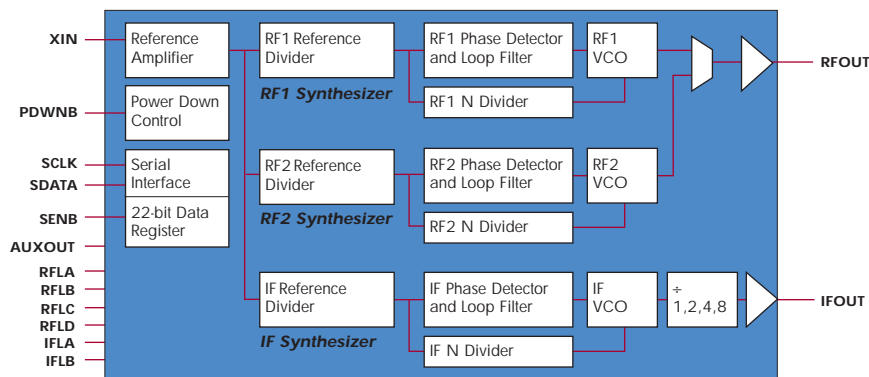 XIN
PDWNB
SCLK
SDATA
SENB
AUXOUT
RFLA
RFLB
RFLC
RFLD
IFLA
IFLB
Reference
Amplifier
Power Down
Control
Serial
Interface
22-bit Data
Register
RF1 Reference
Divider
RF1 Synthesizer
RF1 Phase Detector
and Loop Filter
RF1 N Divider
RF1
VCO
RF2 Reference
Divider
RF2 Synthesizer
RF2 Phase Detector
and Loop Filter
RF2 N Divider
RF2
VCO
IF Reference
Divider
IF Synthesizer
IF Phase Detector
and Loop Filter
IF N Divider
IF
VCO
÷
1,2,4,8
RFOUT
IFOUT